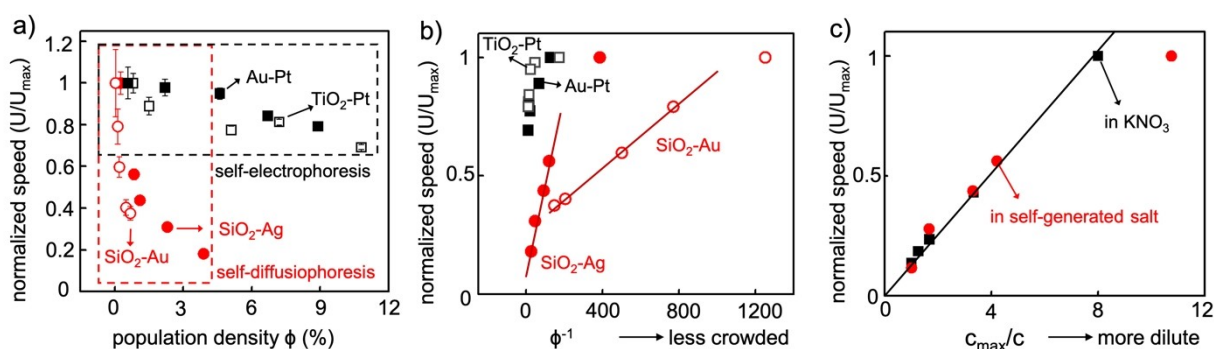 a)
normalized speed (U/Umax)
1.2
1
0.8
0.6
0.4
0.2
0
Au-Pt
TiO2-Pt
self-electrophoresis
SiO2-Ag
SiO2-Au
self-diffusiophoresis
0
3
6
9
12
population density ϕ (%)
b)
normalized speed (U/Umax)
1
0.5
0
TiO2-Pt
Au-Pt
SiO2-Au
SiO2-Ag
0
400
800
1200
ϕ-1 → less crowded
c)
normalized speed (U/Umax)
1
0.5
0
in KNO3
in self-generated salt
0
4
8
12
cmax/c → more dilute